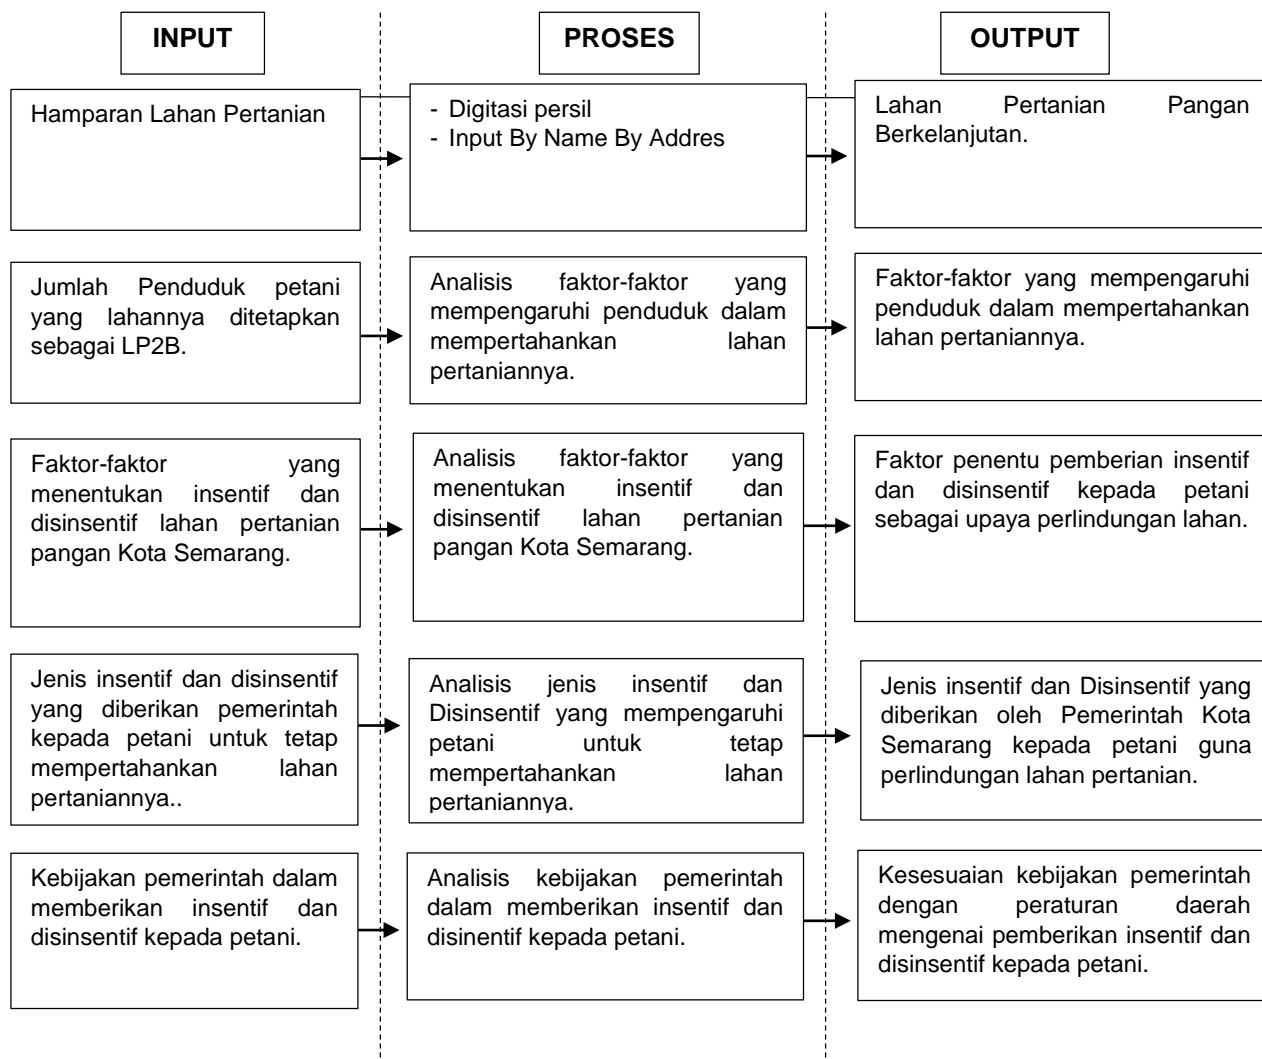 INPUT
PROSES
OUTPUT
Hamparan Lahan Pertanian
- Digitasi persil
- Input By Name By Addres
Lahan Pertanian Pangan
Berkelanjutan.
Jumlah Penduduk petani
yang lahannya ditetapkan
sebagai LP2B.
Analisis faktor-faktor yang
mempengaruhi penduduk dalam
mempertahankan lahan
pertaniannya.
Faktor-faktor yang mempengaruhi
penduduk dalam mempertahankan
lahan pertaniannya.
Faktor-faktor yang
menentukan insentif dan
disinsentif lahan pertanian
pangan Kota Semarang.
Analisis faktor-faktor yang
menentukan insentif dan
disinsentif lahan pertanian
pangan Kota Semarang.
Faktor penentu pemberian insentif
dan disinsentif kepada petani
sebagai upaya perlindungan lahan.
Jenis insentif dan disinsentif
yang diberikan pemerintah
kepada petani untuk tetap
mempertahankan lahan
pertaniannya..
Analisis jenis insentif dan
Disinsentif yang mempengaruhi
petani untuk tetap
mempertahankan lahan
pertaniannya.
Jenis insentif dan Disinsentif yang
diberikan oleh Pemerintah Kota
Semarang kepada petani guna
perlindungan lahan pertanian.
Kebijakan pemerintah dalam
memberikan insentif dan
disinsentif kepada petani.
Analisis kebijakan pemerintah
dalam memberikan insentif dan
disinentif kepada petani.
Kesesuaian kebijakan pemerintah
dengan peraturan daerah
mengenai pemberikan insentif dan
disinsentif kepada petani.